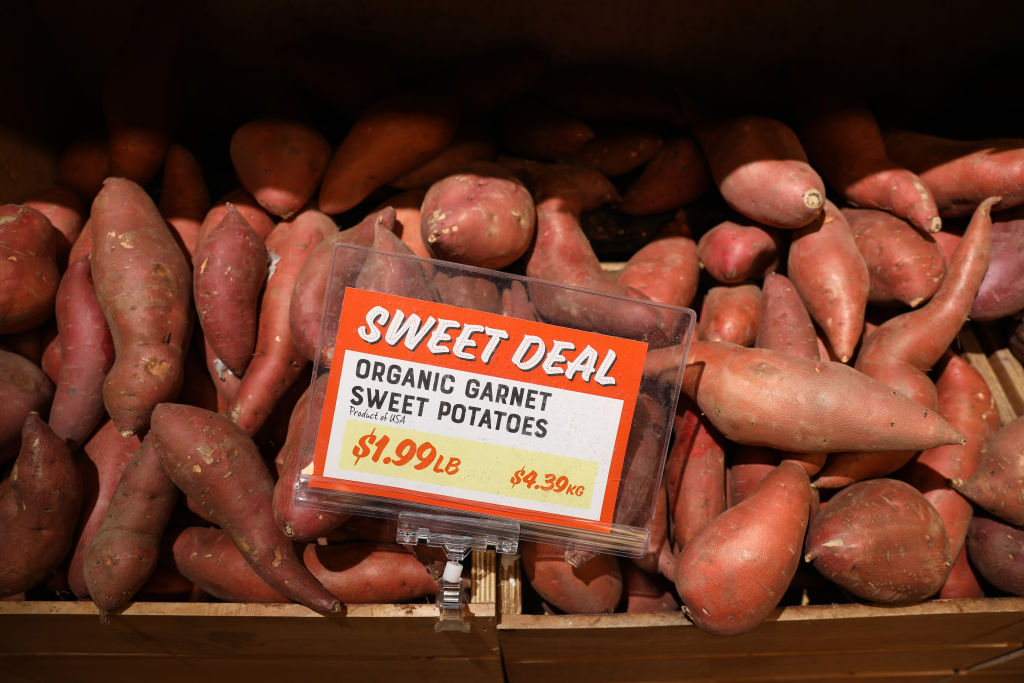 SWEET DEAL
ORGANIC GARNET
SWEET POTATOES
Product of USA
$1.99LB $4.39KG